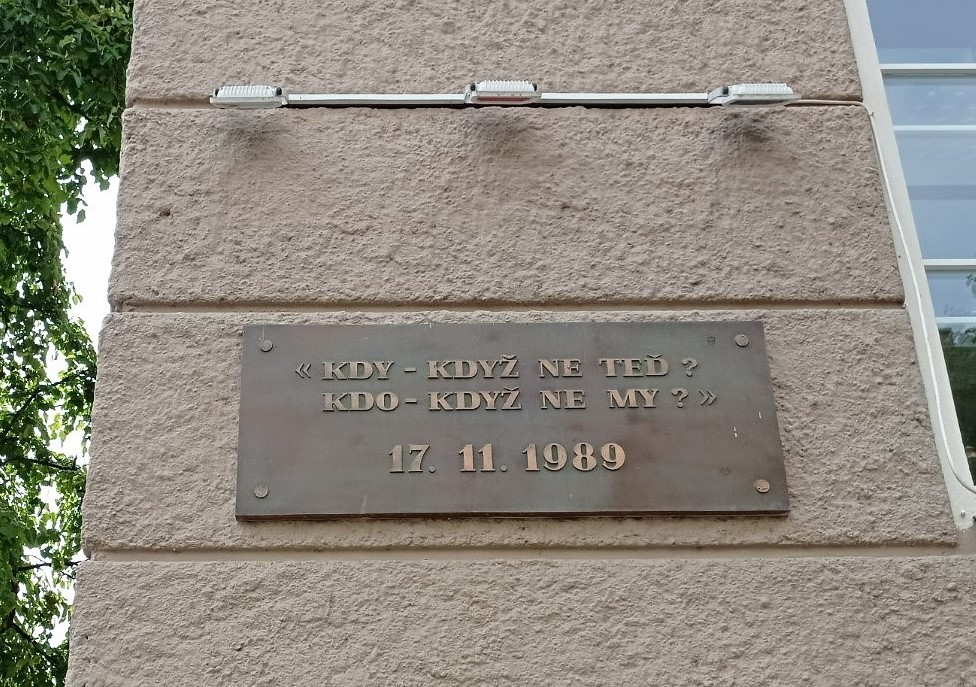 « KDY - KDYŽ NE TEĎ ?
KDO - KDYŽ NE MY ? »
17. 11. 1989